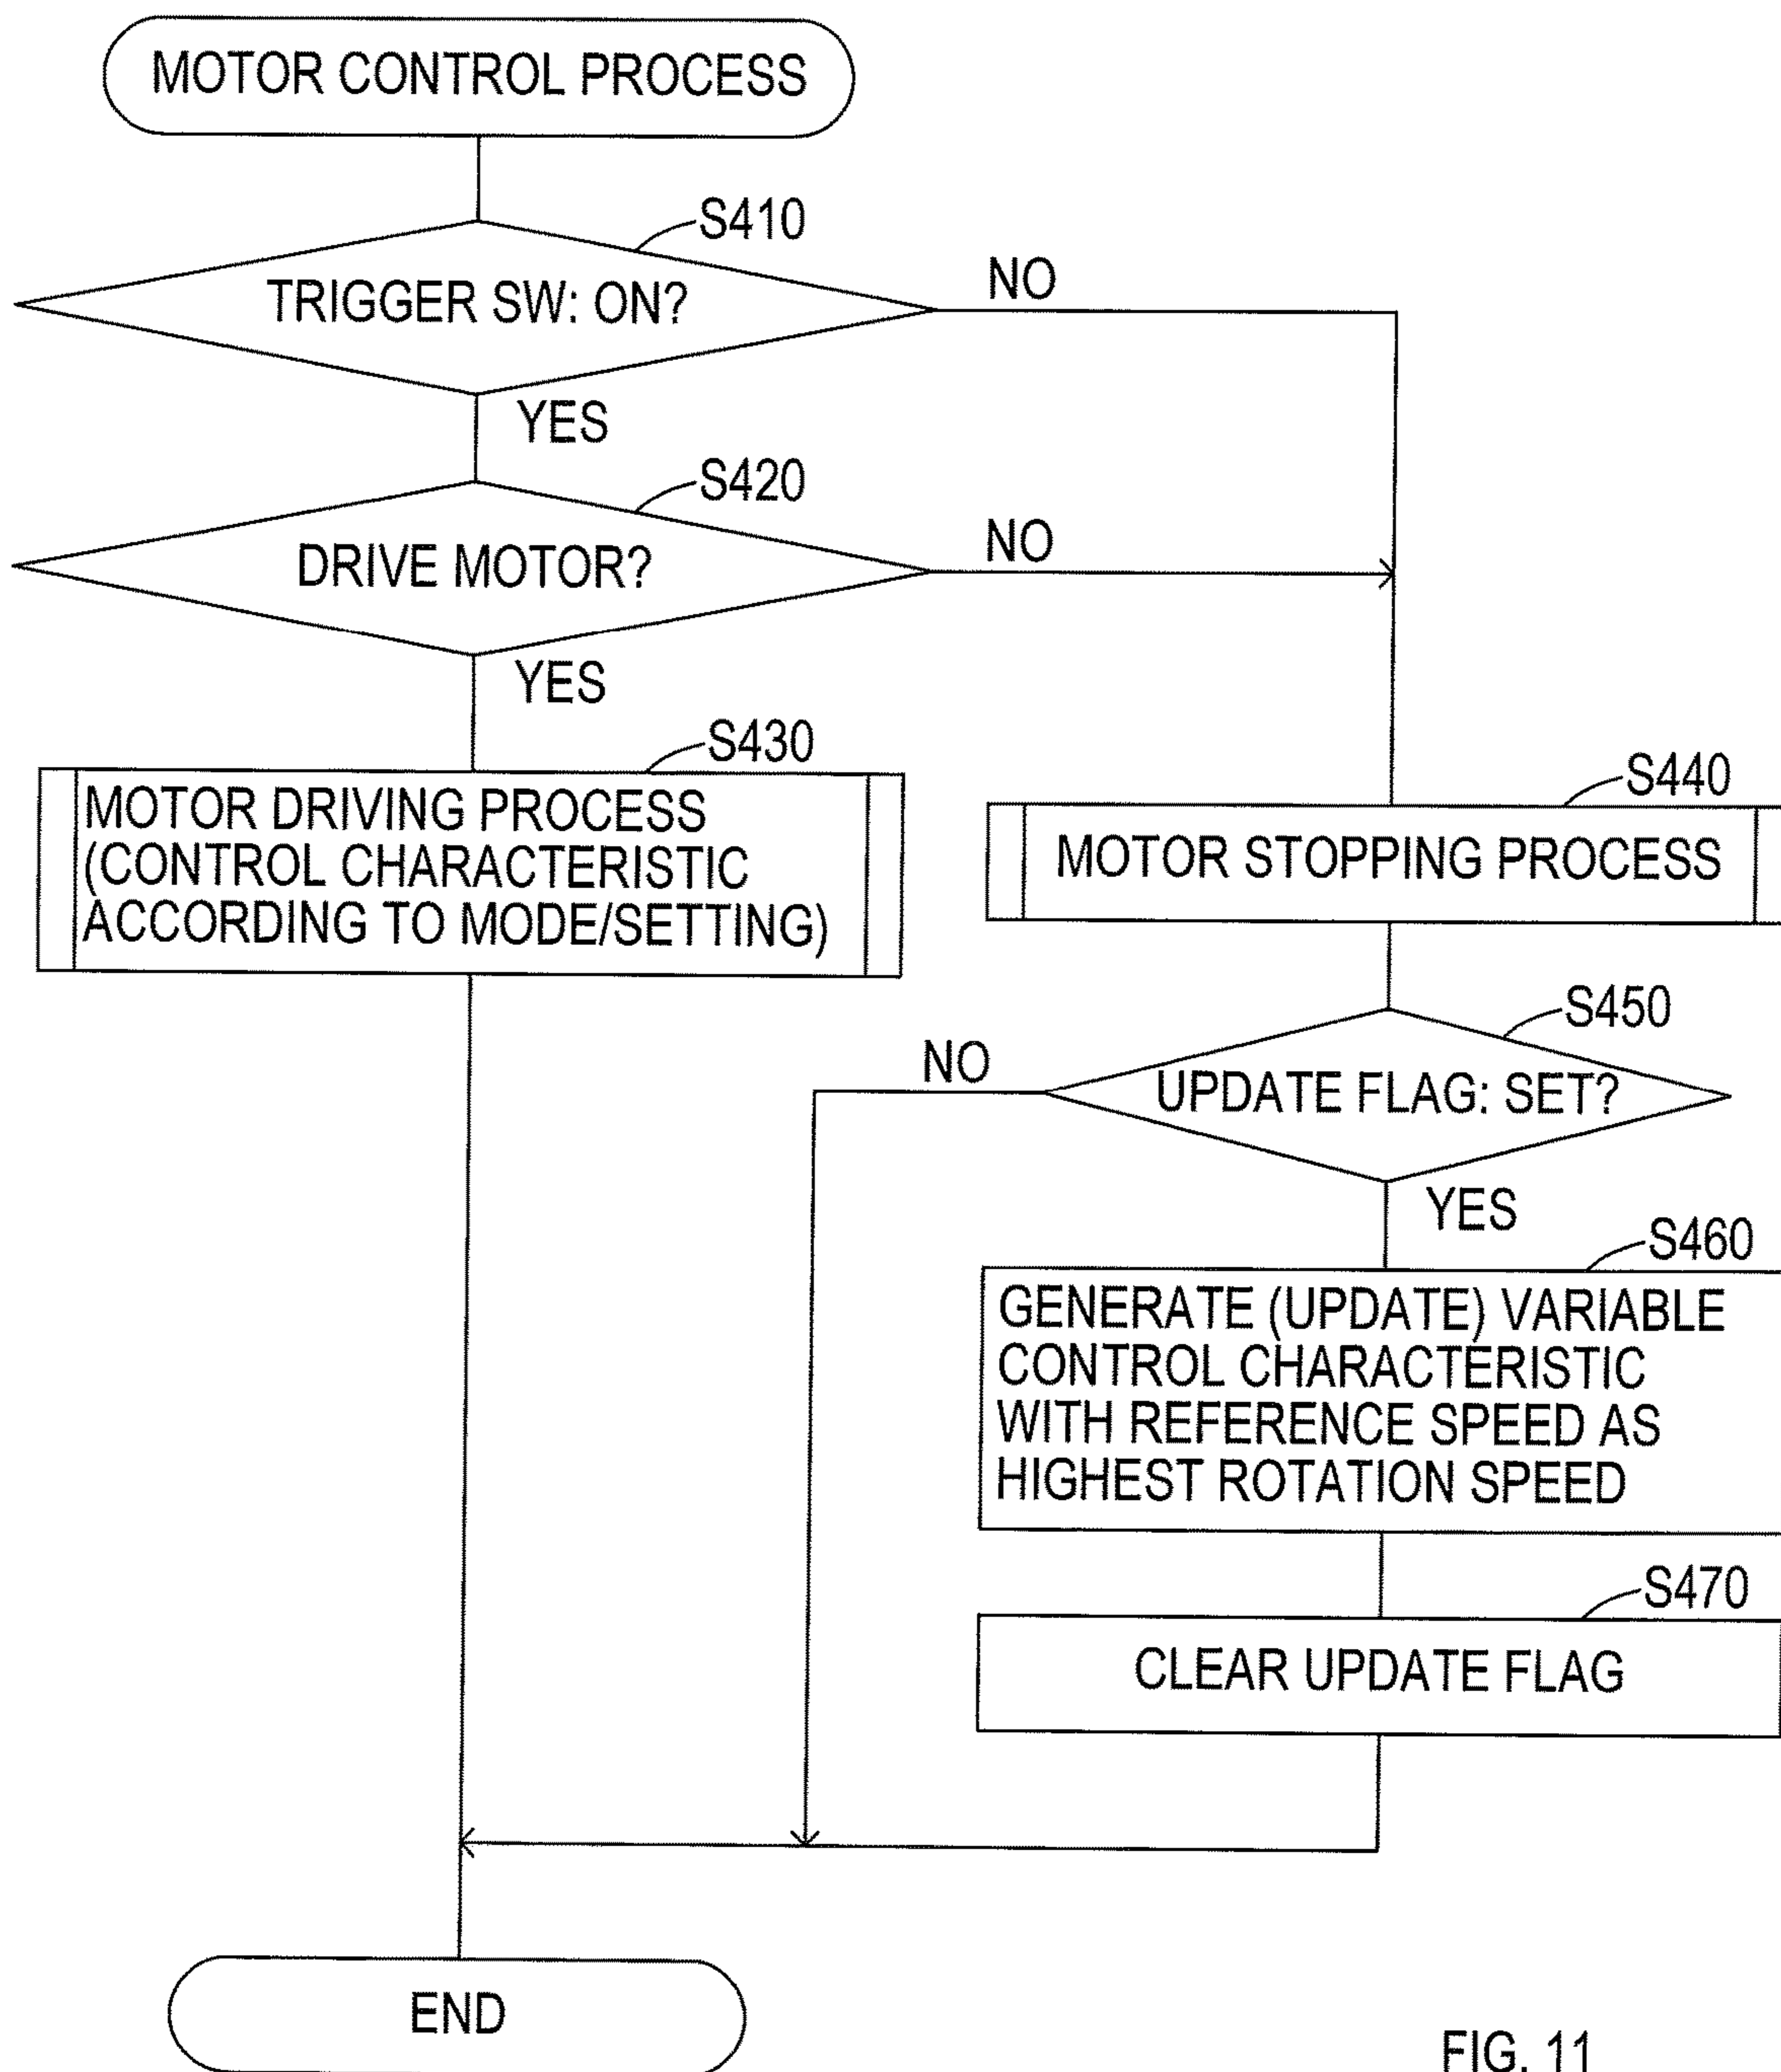 MOTOR CONTROL PROCESS
S410
TRIGGER SW: ON?
NO
YES
S420
DRIVE MOTOR?
NO
YES
S430
MOTOR DRIVING PROCESS
(CONTROL CHARACTERISTIC
ACCORDING TO MODE/SETTING)
S440
MOTOR STOPPING PROCESS
S450
UPDATE FLAG: SET?
NO
YES
S460
GENERATE (UPDATE) VARIABLE
CONTROL CHARACTERISTIC
WITH REFERENCE SPEED AS
HIGHEST ROTATION SPEED
S470
CLEAR UPDATE FLAG
END
FIG. 11